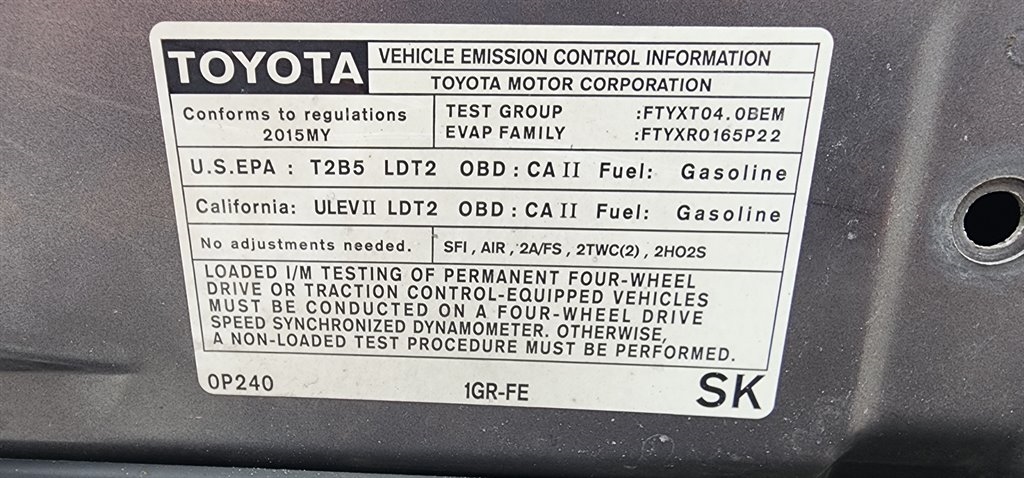 TOYOTA
VEHICLE EMISSION CONTROL INFORMATION
TOYOTA MOTOR CORPORATION
Conforms to regulations
2015MY
TEST GROUP :FTYXT04.0BEM
EVAP FAMILY :FTYXR0165P22
U.S.EPA : T2B5 LDT2 OBD : CA II Fuel: Gasoline
California: ULEV II LDT2 OBD : CA II Fuel: Gasoline
No adjustments needed.
SFI , AIR , 2A/FS , 2TWC(2) , 2HO2S
LOADED I/M TESTING OF PERMANENT FOUR-WHEEL
DRIVE OR TRACTION CONTROL-EQUIPPED VEHICLES
MUST BE CONDUCTED ON A FOUR-WHEEL DRIVE
SPEED SYNCHRONIZED DYNAMOMETER. OTHERWISE,
A NON-LOADED TEST PROCEDURE MUST BE PERFORMED.
0P240 1GR-FE SK